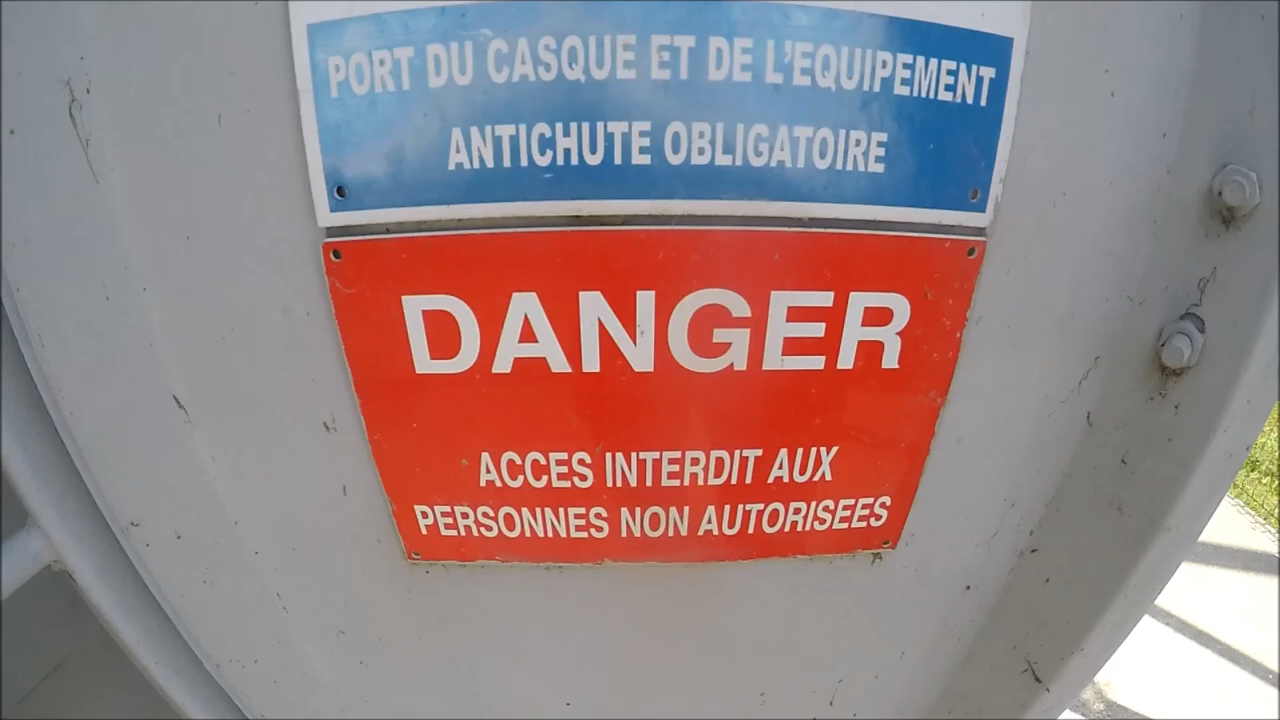 PORT DU CASQUE ET DE L'EQUIPEMENT
ANTICHUTE OBLIGATOIRE
DANGER
ACCES INTERDIT AUX
PERSONNES NON AUTORISEES